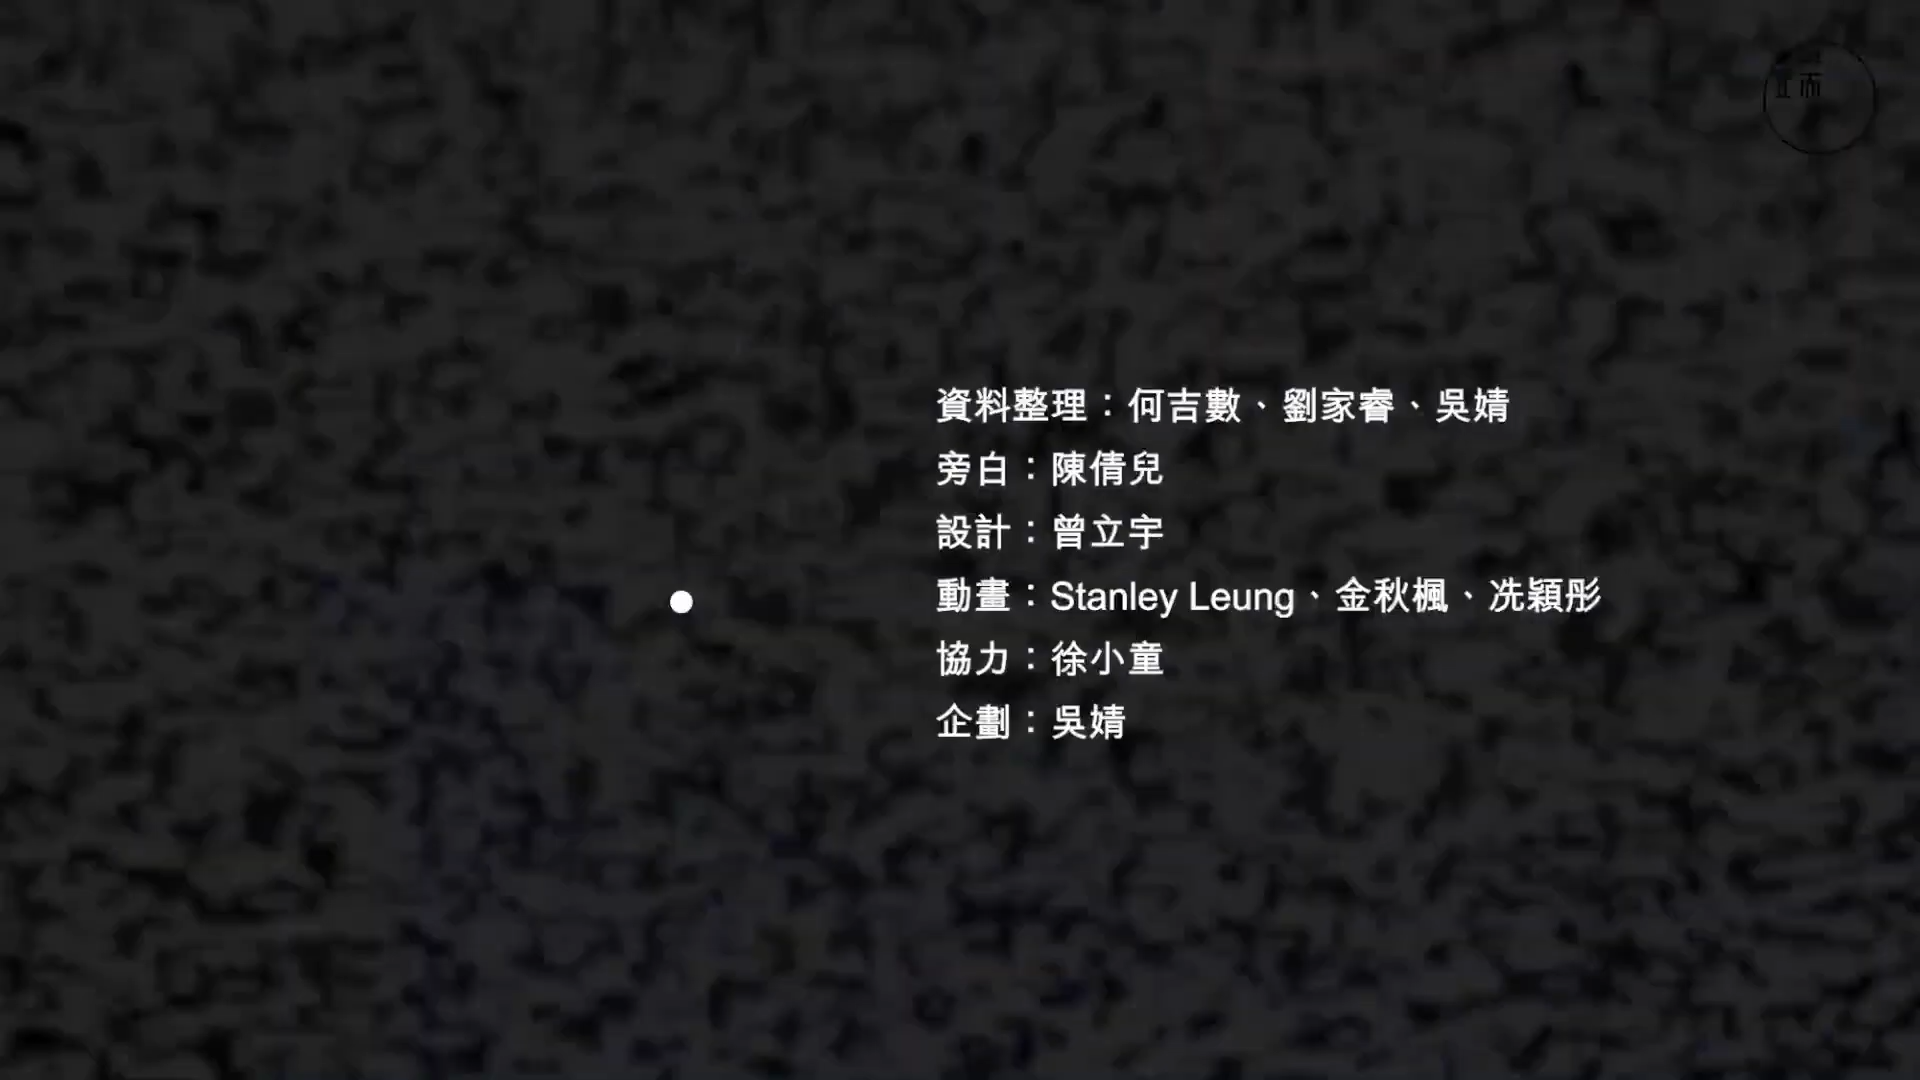 資料整理：何吉數、劉家睿、吳婧
旁白：陳倩兒
設計：曾立宇
動畫：Stanley Leung、金秋楓、冼穎彤
協力：徐小童
企劃：吳婧